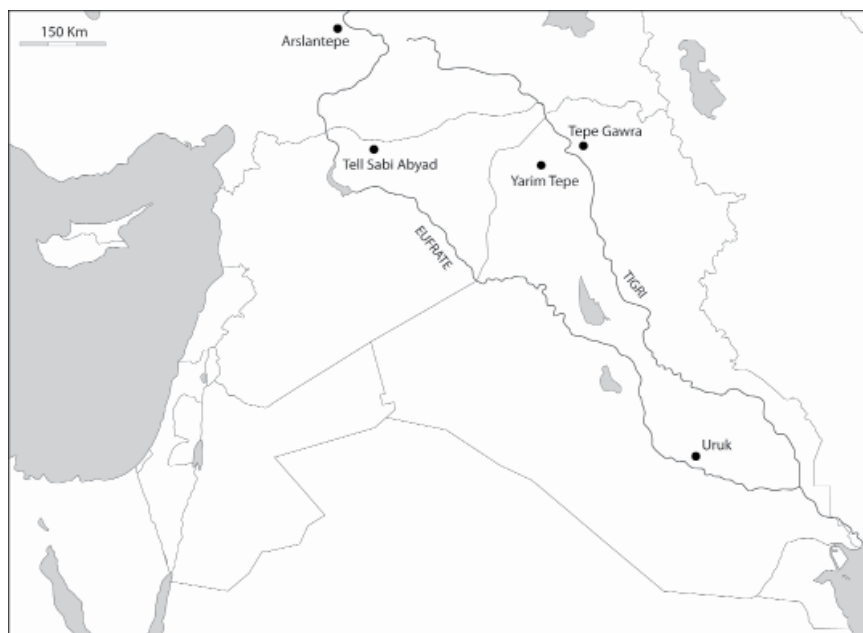 150 Km
Arslantepe
Tepe Gawra
Tell Sabi Abyad
Yarim Tepe
EUFRATE
TIGRI
Uruk